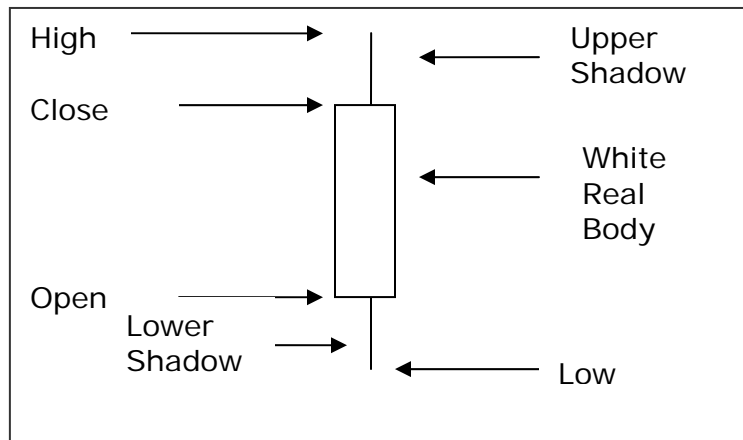 High
Upper
Shadow
Close
White
Real
Body
Open
Lower
Shadow
Low